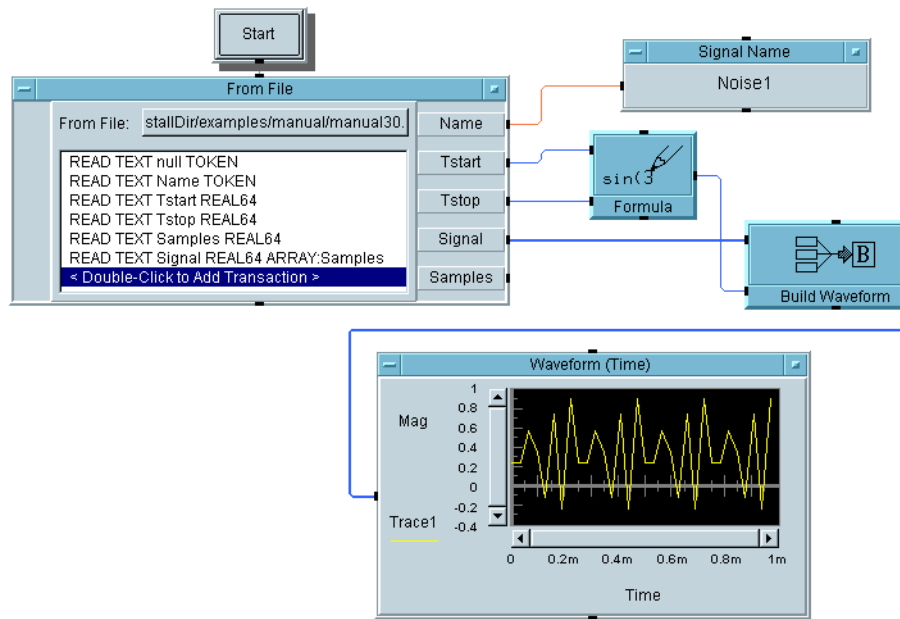 Start
From File
From File: stallDir/examples/manual/manual30.
READ TEXT null TOKEN
READ TEXT Name TOKEN
READ TEXT Tstart REAL64
READ TEXT Tstop REAL64
READ TEXT Samples REAL64
READ TEXT Signal REAL64 ARRAY:Samples
< Double-Click to Add Transaction >
Name
Tstart
Tstop
Signal
Samples
Signal Name
Noise1
sin(3
Formula
B
Build Waveform
Waveform (Time)
Mag
1
0.8
0.6
0.4
0.2
0
-0.2
-0.4
Trace1
0 0.2m 0.4m 0.6m 0.8m 1m
Time